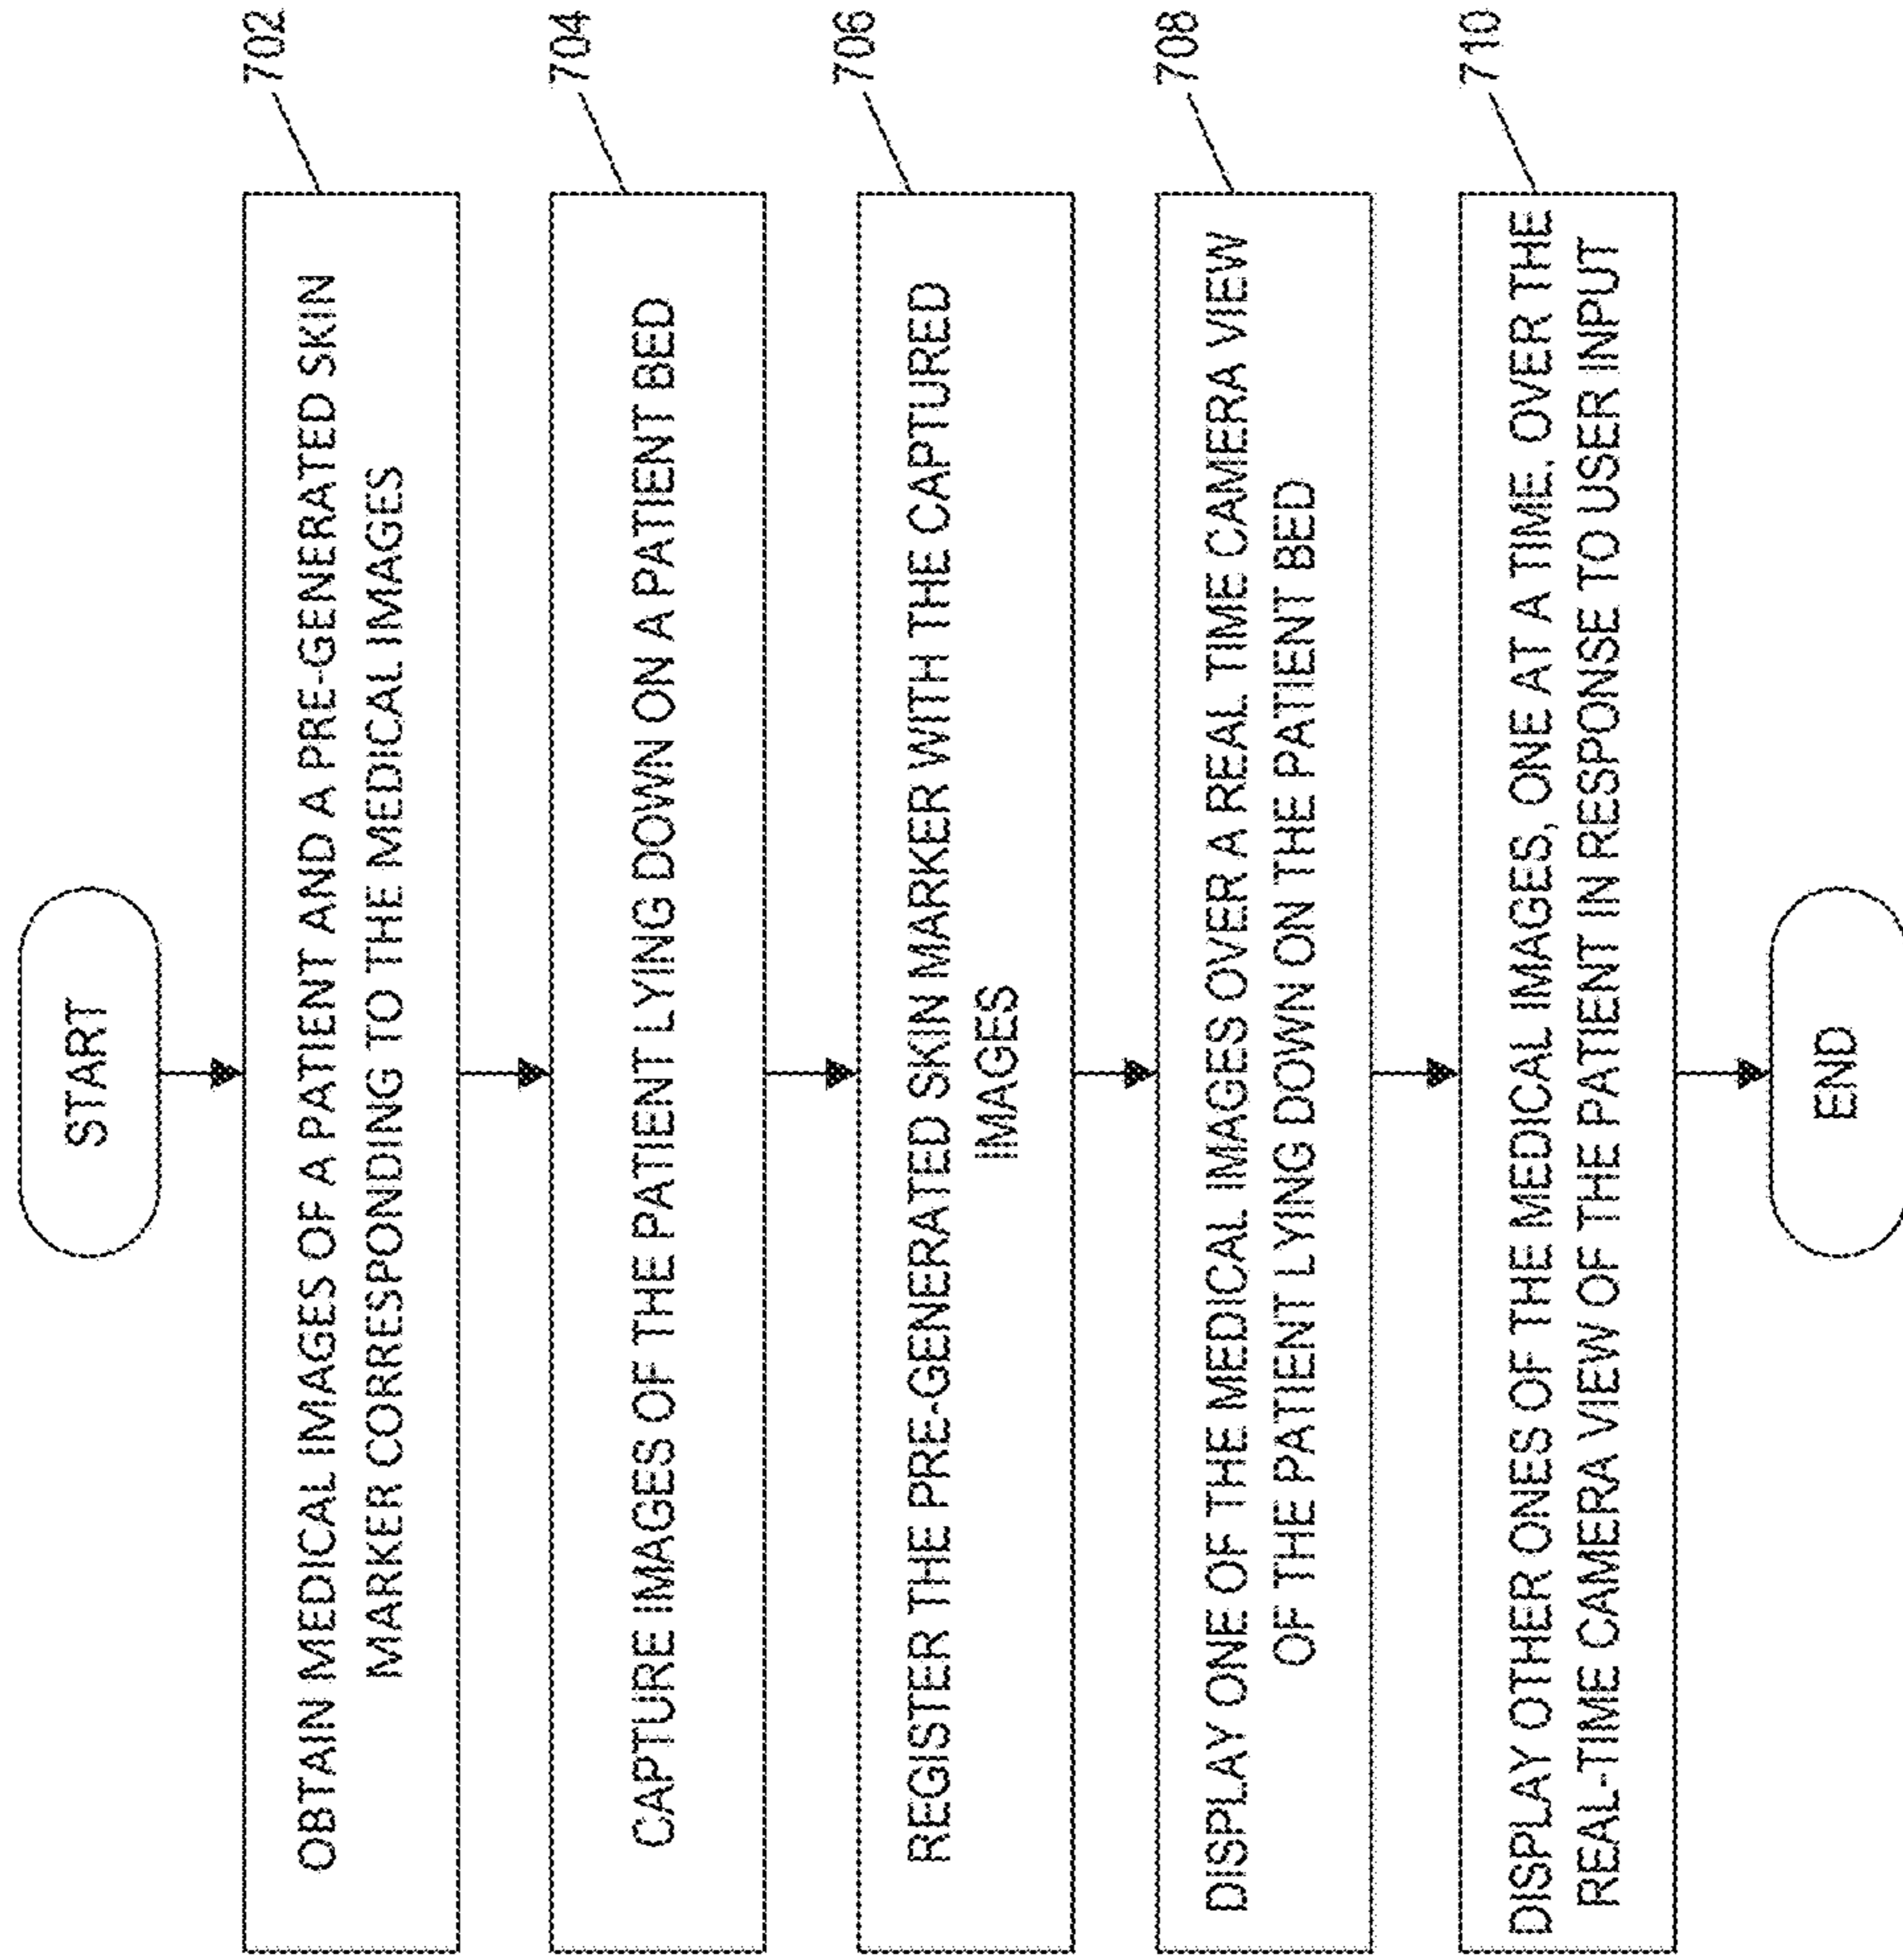 START
702
OBTAIN MEDICAL IMAGES OF A PATIENT AND A PRE-GENERATED SKIN
MARKER CORRESPONDING TO THE MEDICAL IMAGES
704
CAPTURE IMAGES OF THE PATIENT LYING DOWN ON A PATIENT BED
706
REGISTER THE PRE-GENERATED SKIN MARKER WITH THE CAPTURED
IMAGES
708
DISPLAY ONE OF THE MEDICAL IMAGES OVER A REAL TIME CAMERA VIEW
OF THE PATIENT LYING DOWN ON THE PATIENT BED
710
DISPLAY OTHER ONES OF THE MEDICAL IMAGES, ONE AT A TIME, OVER THE
REAL-TIME CAMERA VIEW OF THE PATIENT IN RESPONSE TO USER INPUT
END